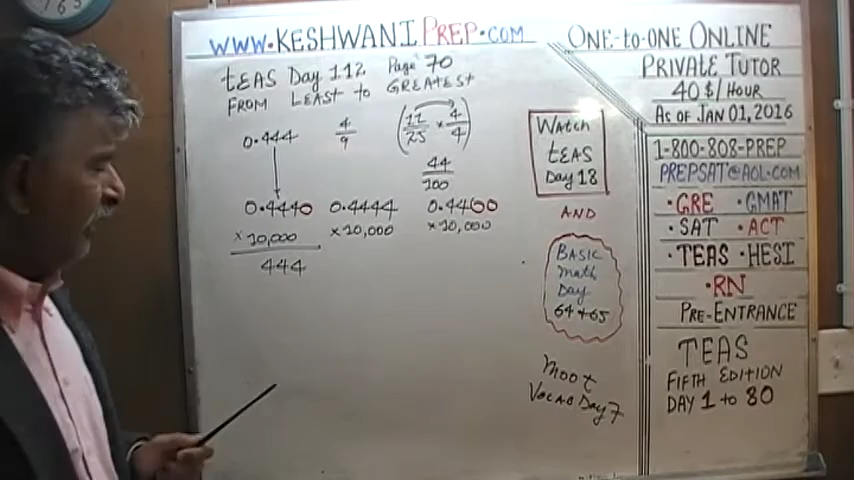 WWW.KESHWANIPREP.COM
tEAS Day 112 Page 70
FROM LEAST to GREATEST
0.444
4/9
(11/25 × 4/4)
44/100
0.4440 0.4444 0.4400
×10,000 ×10,000 ×10,000
444
Watch
tEAS
Day 18
AND
BASIC
math
Day
64+65
moot
Vocab Day 7
ONE-to-ONE ONLINE
PRIVATE TUTOR
40$/HOUR
As of JAN 01, 2016
1-800-808-PREP
PREPSAT@AOL.COM
•GRE •GMAT
•SAT •ACT
•TEAS •HESI
•RN
PRE-ENTRANCE
TEAS
FIFTH EDITION
DAY 1 to 80